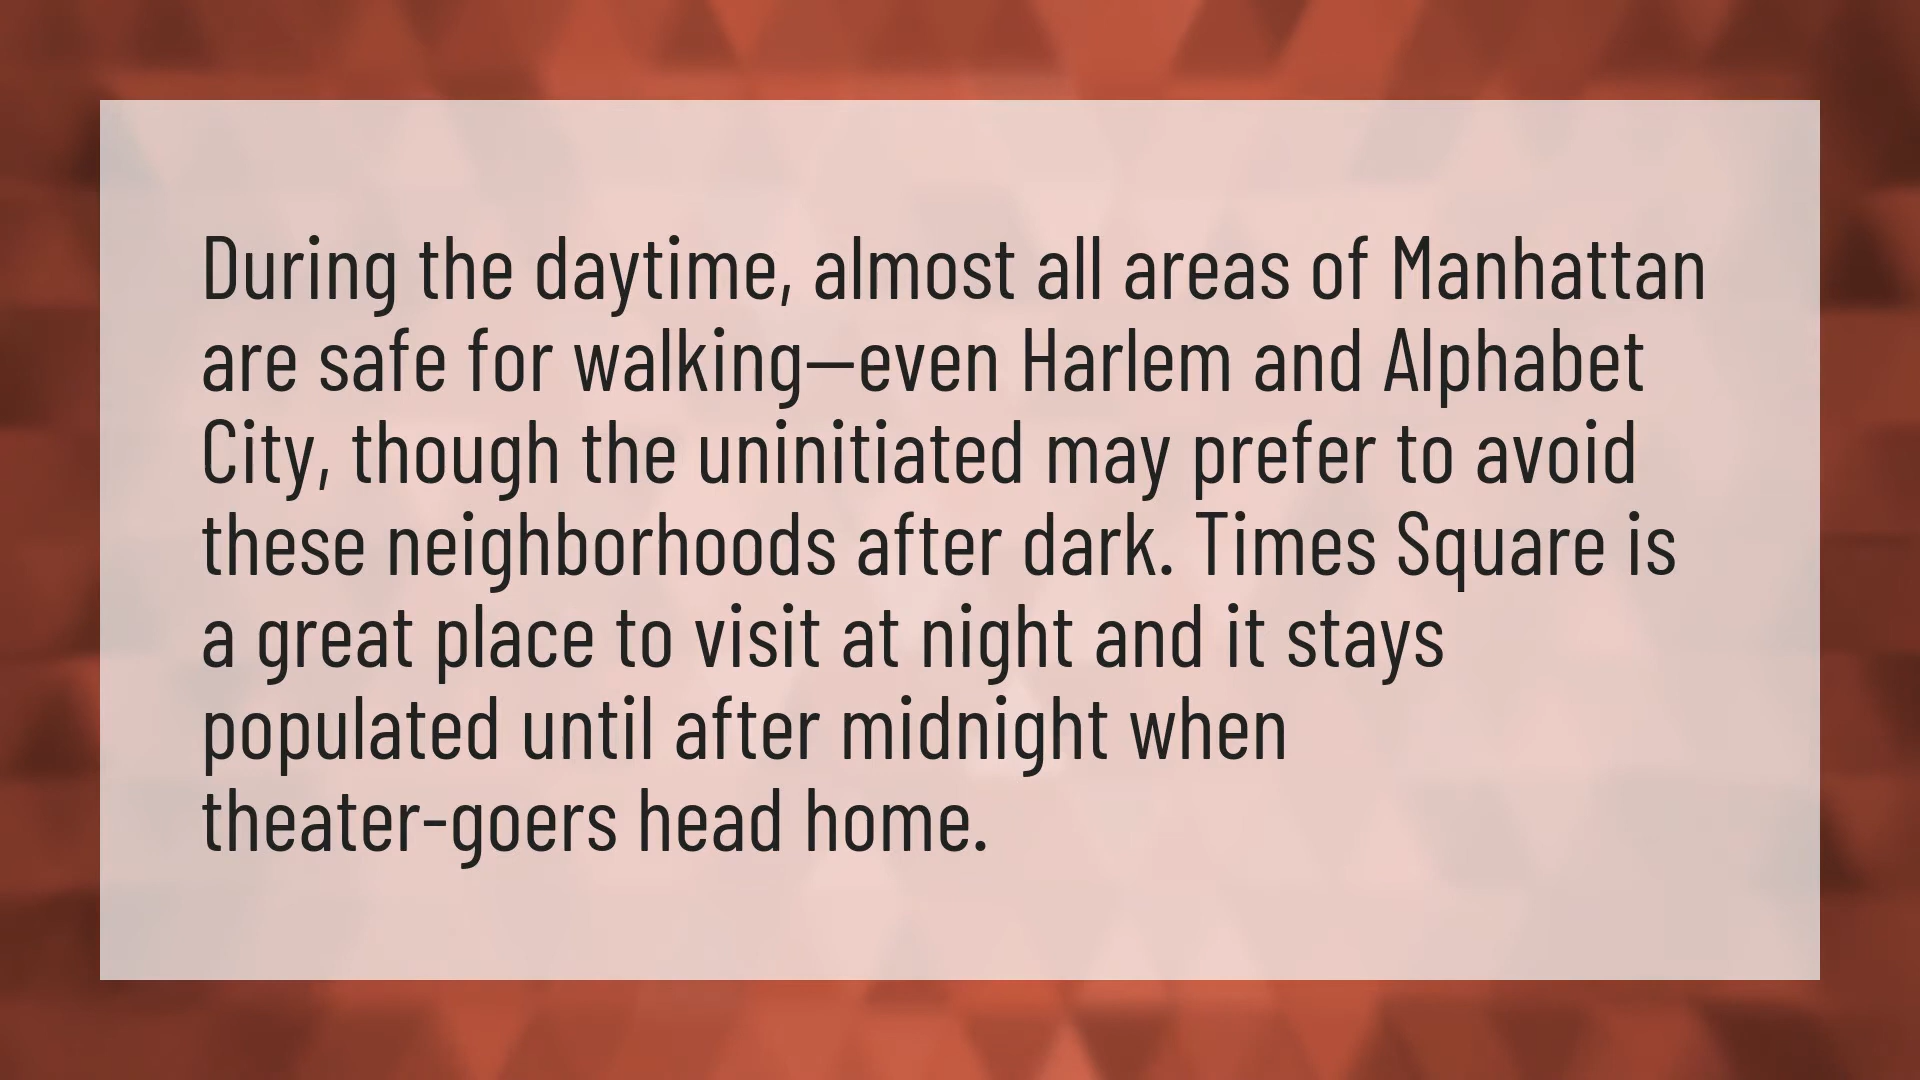 During the daytime, almost all areas of Manhattan
are safe for walking—even Harlem and Alphabet
City, though the uninitiated may prefer to avoid
these neighborhoods after dark. Times Square is
a great place to visit at night and it stays
populated until after midnight when
theater-goers head home.